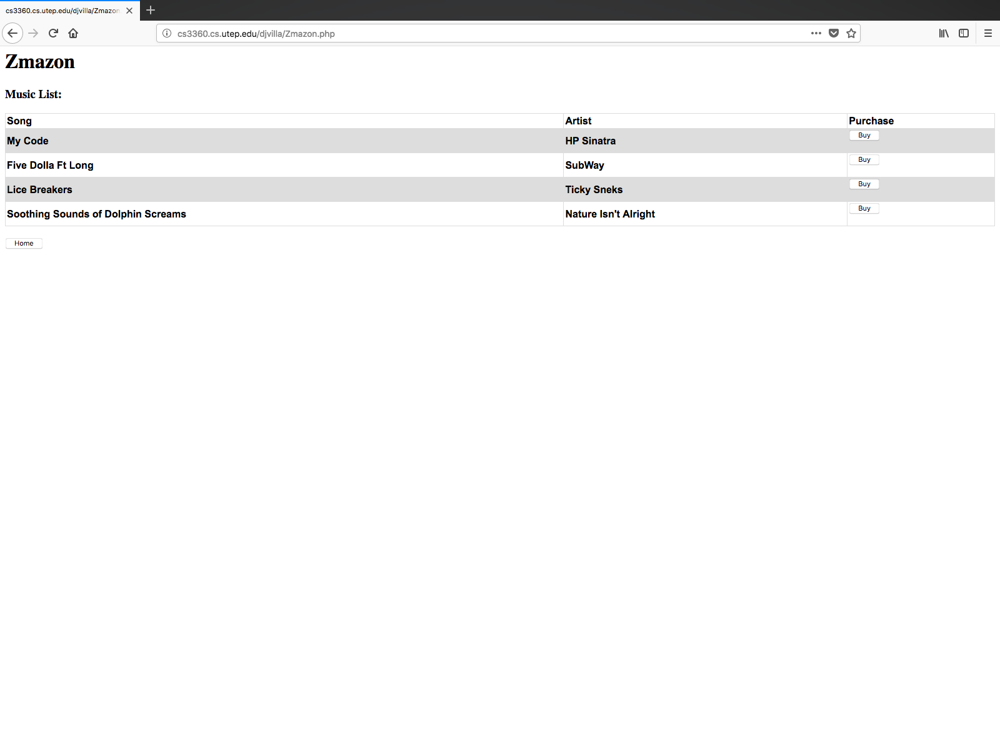 cs3360.cs.utep.edu/djvilla/Zmazon
cs3360.cs.utep.edu/djvilla/Zmazon.php
Zmazon
Music List:
Song Artist Purchase
My Code HP Sinatra Buy
Five Dolla Ft Long SubWay Buy
Lice Breakers Ticky Sneks Buy
Soothing Sounds of Dolphin Screams Nature Isn't Alright Buy
Home